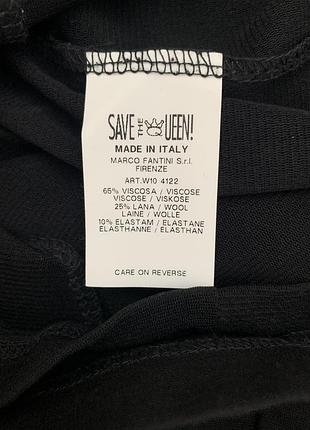 SAVE THE QUEEN!
MADE IN ITALY
MARCO FANTINI S.r.l.
FIRENZE
ART.W10 4122
65% VISCOSA / VISCOSE
VISCOSE / VISKOSE
25% LANA / WOOL
LAINE / WOLLE
10% ELASTAM / ELASTANE
ELASTHANNE / ELASTHAN
CARE ON REVERSE